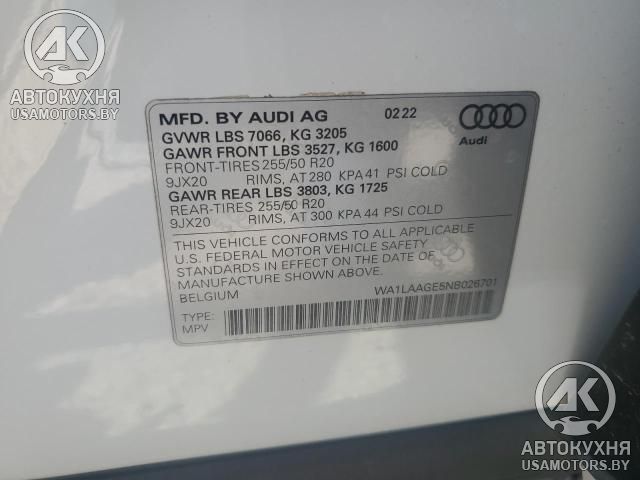 АК
АВТОКУХНЯ
USAMOTORS.BY
MFD. BY AUDI AG 02 22
Audi
GVWR LBS 7066, KG 3205
GAWR FRONT LBS 3527, KG 1600
FRONT-TIRES 255/50 R20
9JX20 RIMS, AT 280 KPA 41 PSI COLD
GAWR REAR LBS 3803, KG 1725
REAR-TIRES 255/50 R20
9JX20 RIMS, AT 300 KPA 44 PSI COLD
THIS VEHICLE CONFORMS TO ALL APPLICABLE
U.S. FEDERAL MOTOR VEHICLE SAFETY
STANDARDS IN EFFECT ON THE DATE OF
MANUFACTURE SHOWN ABOVE.
BELGIUM
WA1LAAGE5NB026701
TYPE:
MPV
АК
АВТОКУХНЯ
USAMOTORS.BY